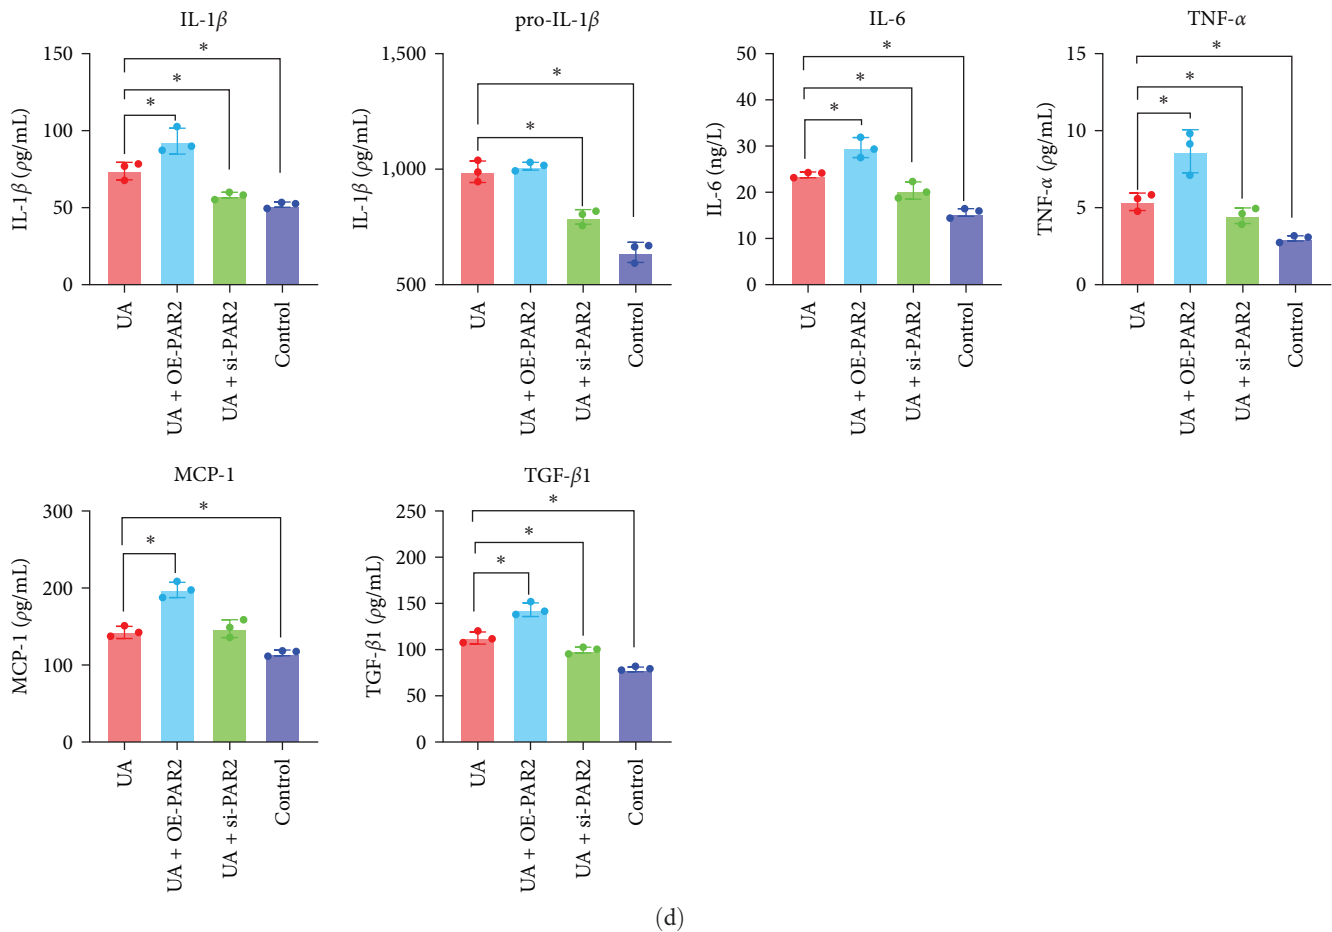 IL-1β
IL-1β (ρg/mL)
150
100
50
0
*
*
*
UA
UA + OE-PAR2
UA + si-PAR2
Control
pro-IL-1β
IL-1β (ρg/mL)
1,500
1,000
500
*
*
UA
UA + OE-PAR2
UA + si-PAR2
Control
IL-6
IL-6 (ng/L)
50
40
30
20
10
0
*
*
*
UA
UA + OE-PAR2
UA + si-PAR2
Control
TNF-α
TNF-α (ρg/mL)
15
10
5
0
*
*
*
UA
UA + OE-PAR2
UA + si-PAR2
Control
MCP-1
MCP-1 (ρg/mL)
300
200
100
0
*
*
UA
UA + OE-PAR2
UA + si-PAR2
Control
TGF-β1
TGF-β1 (ρg/mL)
250
200
150
100
50
0
*
*
*
UA
UA + OE-PAR2
UA + si-PAR2
Control
(d)